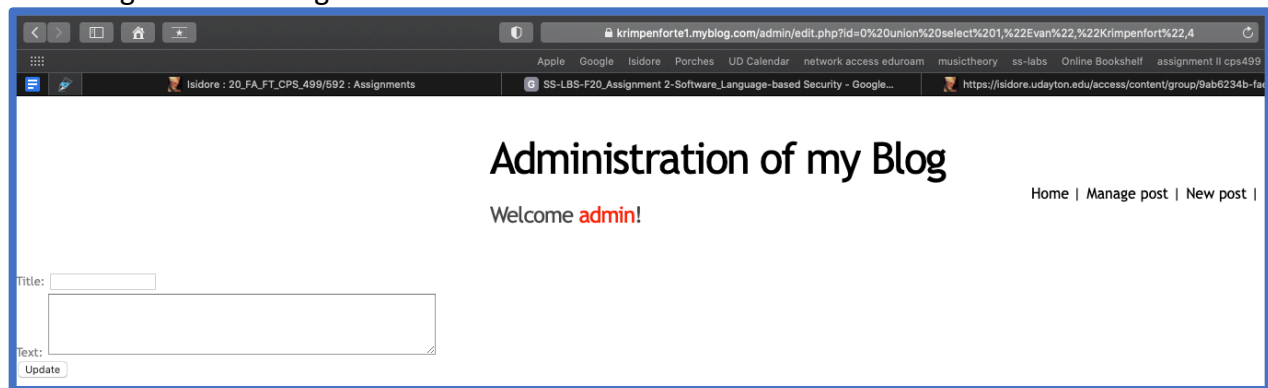 krimpenforte1.myblog.com/admin/edit.php?id=0%20union%20select%201,%22Evan%22,%22Krimpenfort%22,4
Apple Google Isidore Porches UD Calendar network access eduroam musictheory ss-labs Online Bookshelf assignment II cps499
Isidore : 20_FA_FT_CPS_499/592 : Assignments
G SS-LBS-F20_Assignment 2-Software_Language-based Security - Google...
https://isidore.udayton.edu/access/content/group/9ab6234b-fae
Administration of my Blog
Home | Manage post | New post |
Welcome admin!
Title:
Text:
Update